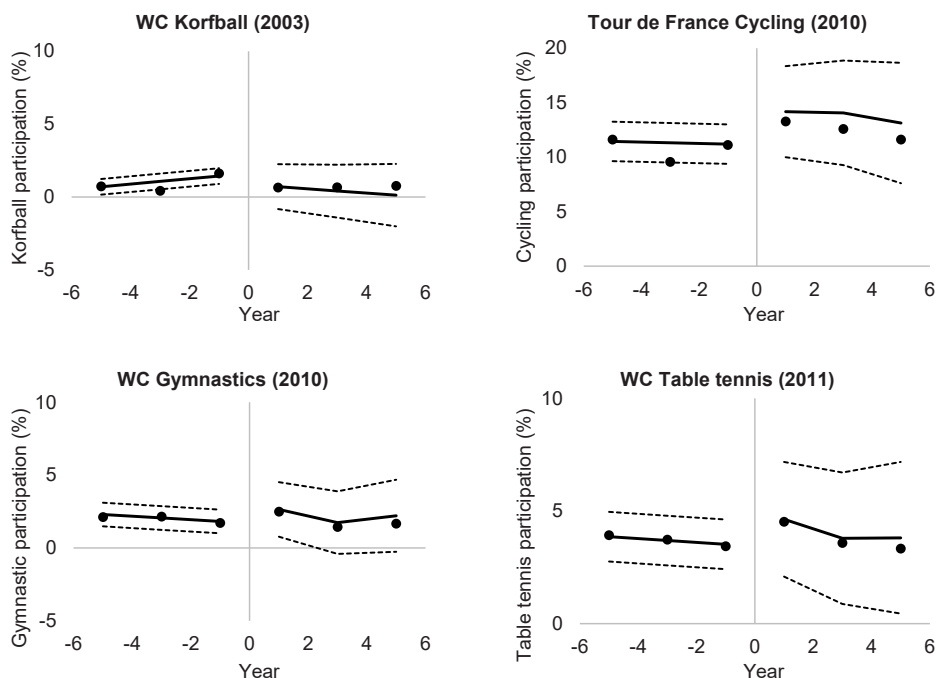 WC Korfball (2003)
Korfball participation (%)
10
5
0
-5
-6 -4 -2 0 2 4 6
Year
Tour de France Cycling (2010)
Cycling participation (%)
20
15
10
5
0
-6 -4 -2 0 2 4 6
Year
WC Gymnastics (2010)
Gymnastic participation (%)
10
5
0
-5
-6 -4 -2 0 2 4 6
Year
WC Table tennis (2011)
Table tennis participation (%)
10
5
0
-6 -4 -2 0 2 4 6
Year